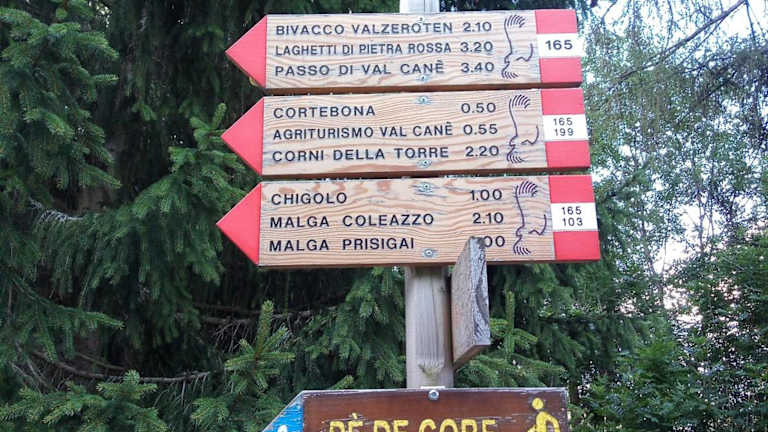 BIVACCO VALZEROTEN 2.10
LAGHETTI DI PIETRA ROSSA 3.20
PASSO DI VAL CANÈ 3.40
165
CORTEBONA 0.50
AGRITURISMO VAL CANÈ 0.55
CORNI DELLA TORRE 2.20
165
199
CHIGOLO 1.00
MALGA COLEAZZO 2.10
MALGA PRISIGAI
165
103